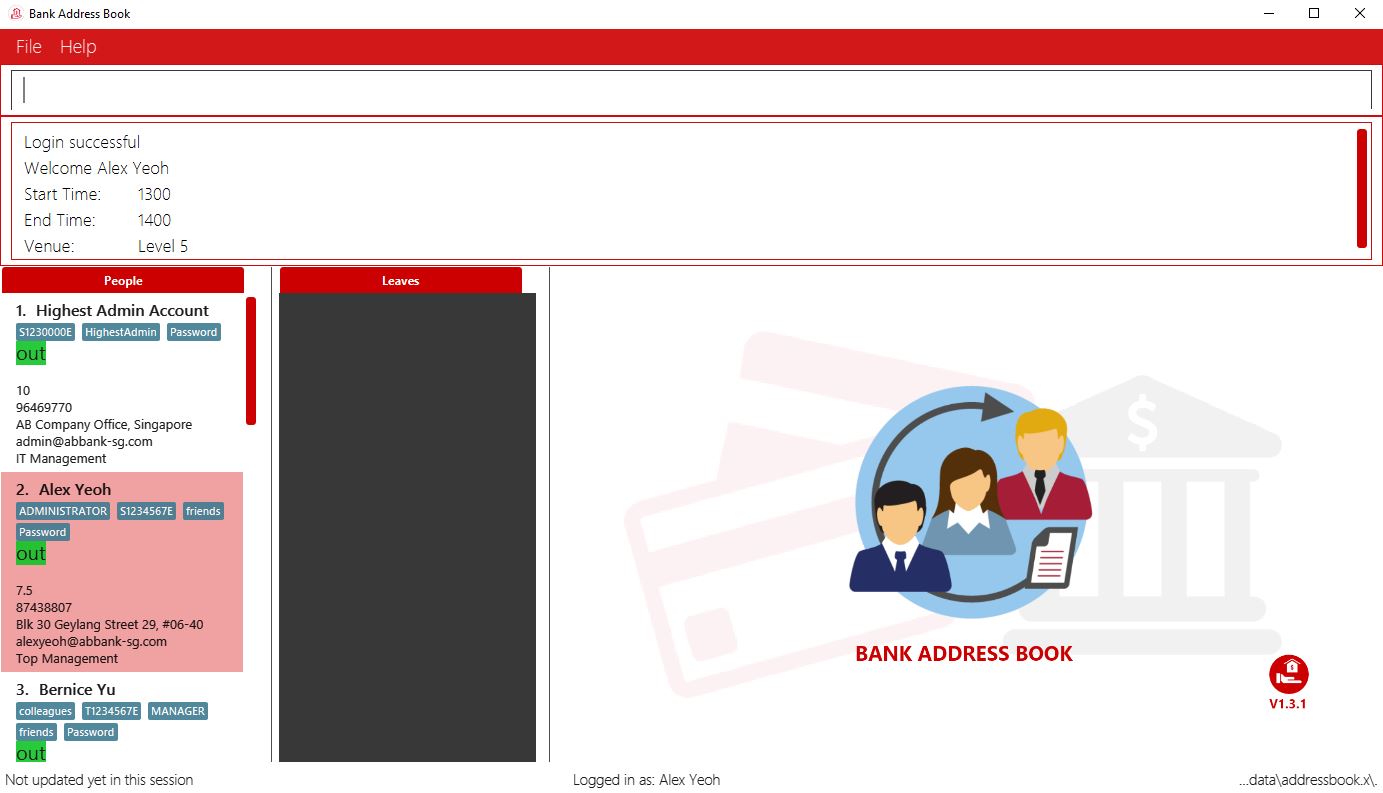 Bank Address Book
File Help
Login successful
Welcome Alex Yeoh
Start Time: 1300
End Time: 1400
Venue: Level 5
People
1. Highest Admin Account
S1230000E HighestAdmin Password
out
10
96469770
AB Company Office, Singapore
admin@abbank-sg.com
IT Management
2. Alex Yeoh
ADMINISTRATOR S1234567E friends
Password
out
7.5
87438807
Blk 30 Geylang Street 29, #06-40
alexyeoh@abbank-sg.com
Top Management
3. Bernice Yu
colleagues T1234567E MANAGER
friends Password
out
Leaves
$
$
BANK ADDRESS BOOK
V1.3.1
Not updated yet in this session
Logged in as: Alex Yeoh
...data\addressbook.x\.